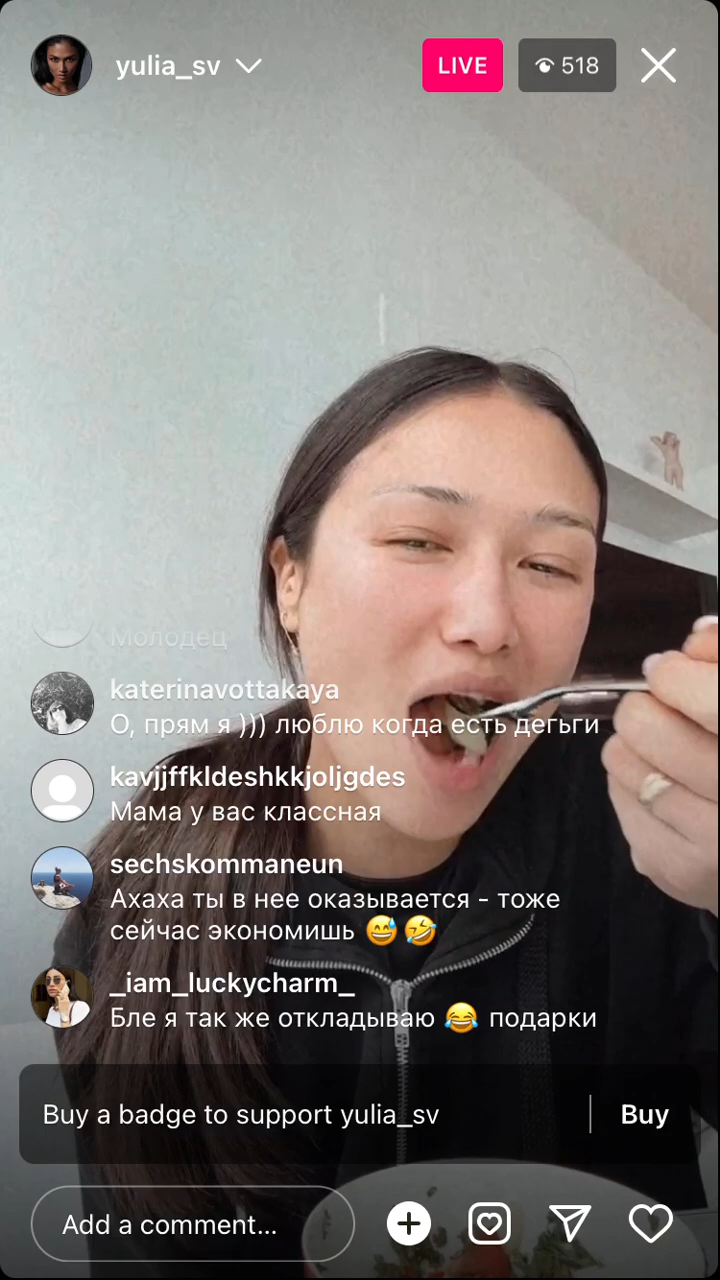 yulia_sv
LIVE
518
Молодец
katerinavottakaya
О, прям я ))) люблю когда есть дегьги
kavjjffkldeshkkjoljgdes
Мама у вас классная
sechskommaneun
Ахаха ты в нее оказывается - тоже
сейчас экономишь 😅🤣
_iam_luckycharm_
Бле я так же откладываю 😂 подарки
Buy a badge to support yulia_sv
Buy
Add a comment...